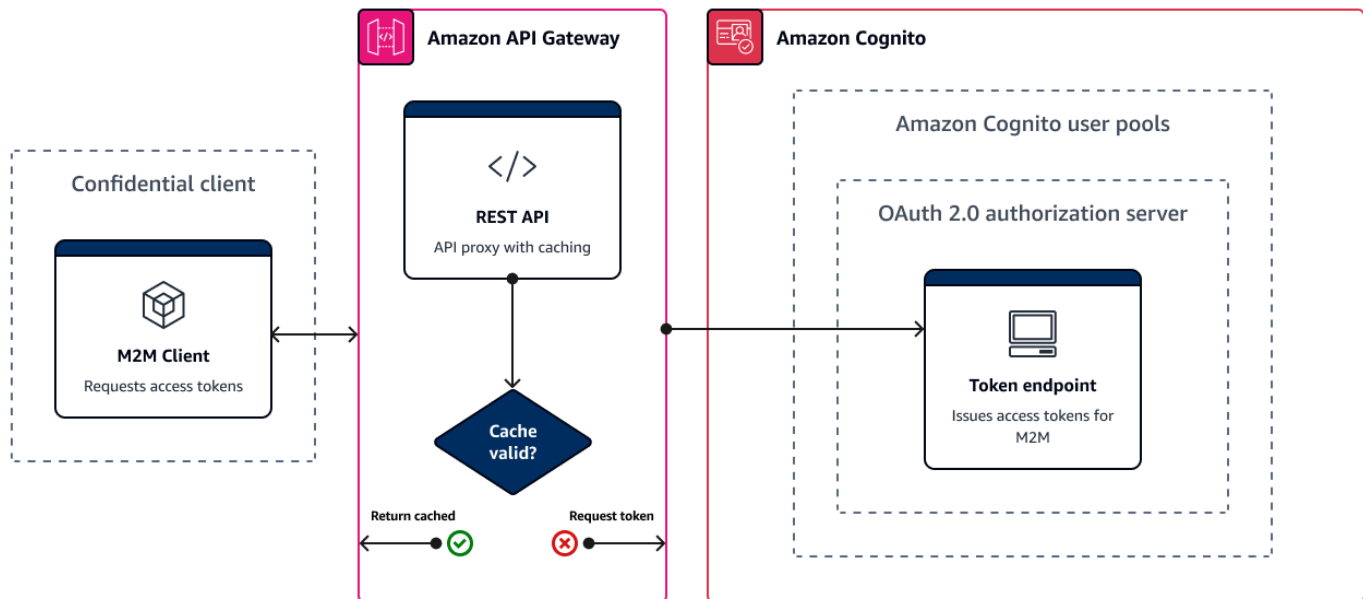 Amazon API Gateway
Amazon Cognito
Amazon Cognito user pools
Confidential client
OAuth 2.0 authorization server
REST API
API proxy with caching
M2M Client
Requests access tokens
Token endpoint
Issues access tokens for
M2M
Cache
valid?
Return cached
Request token